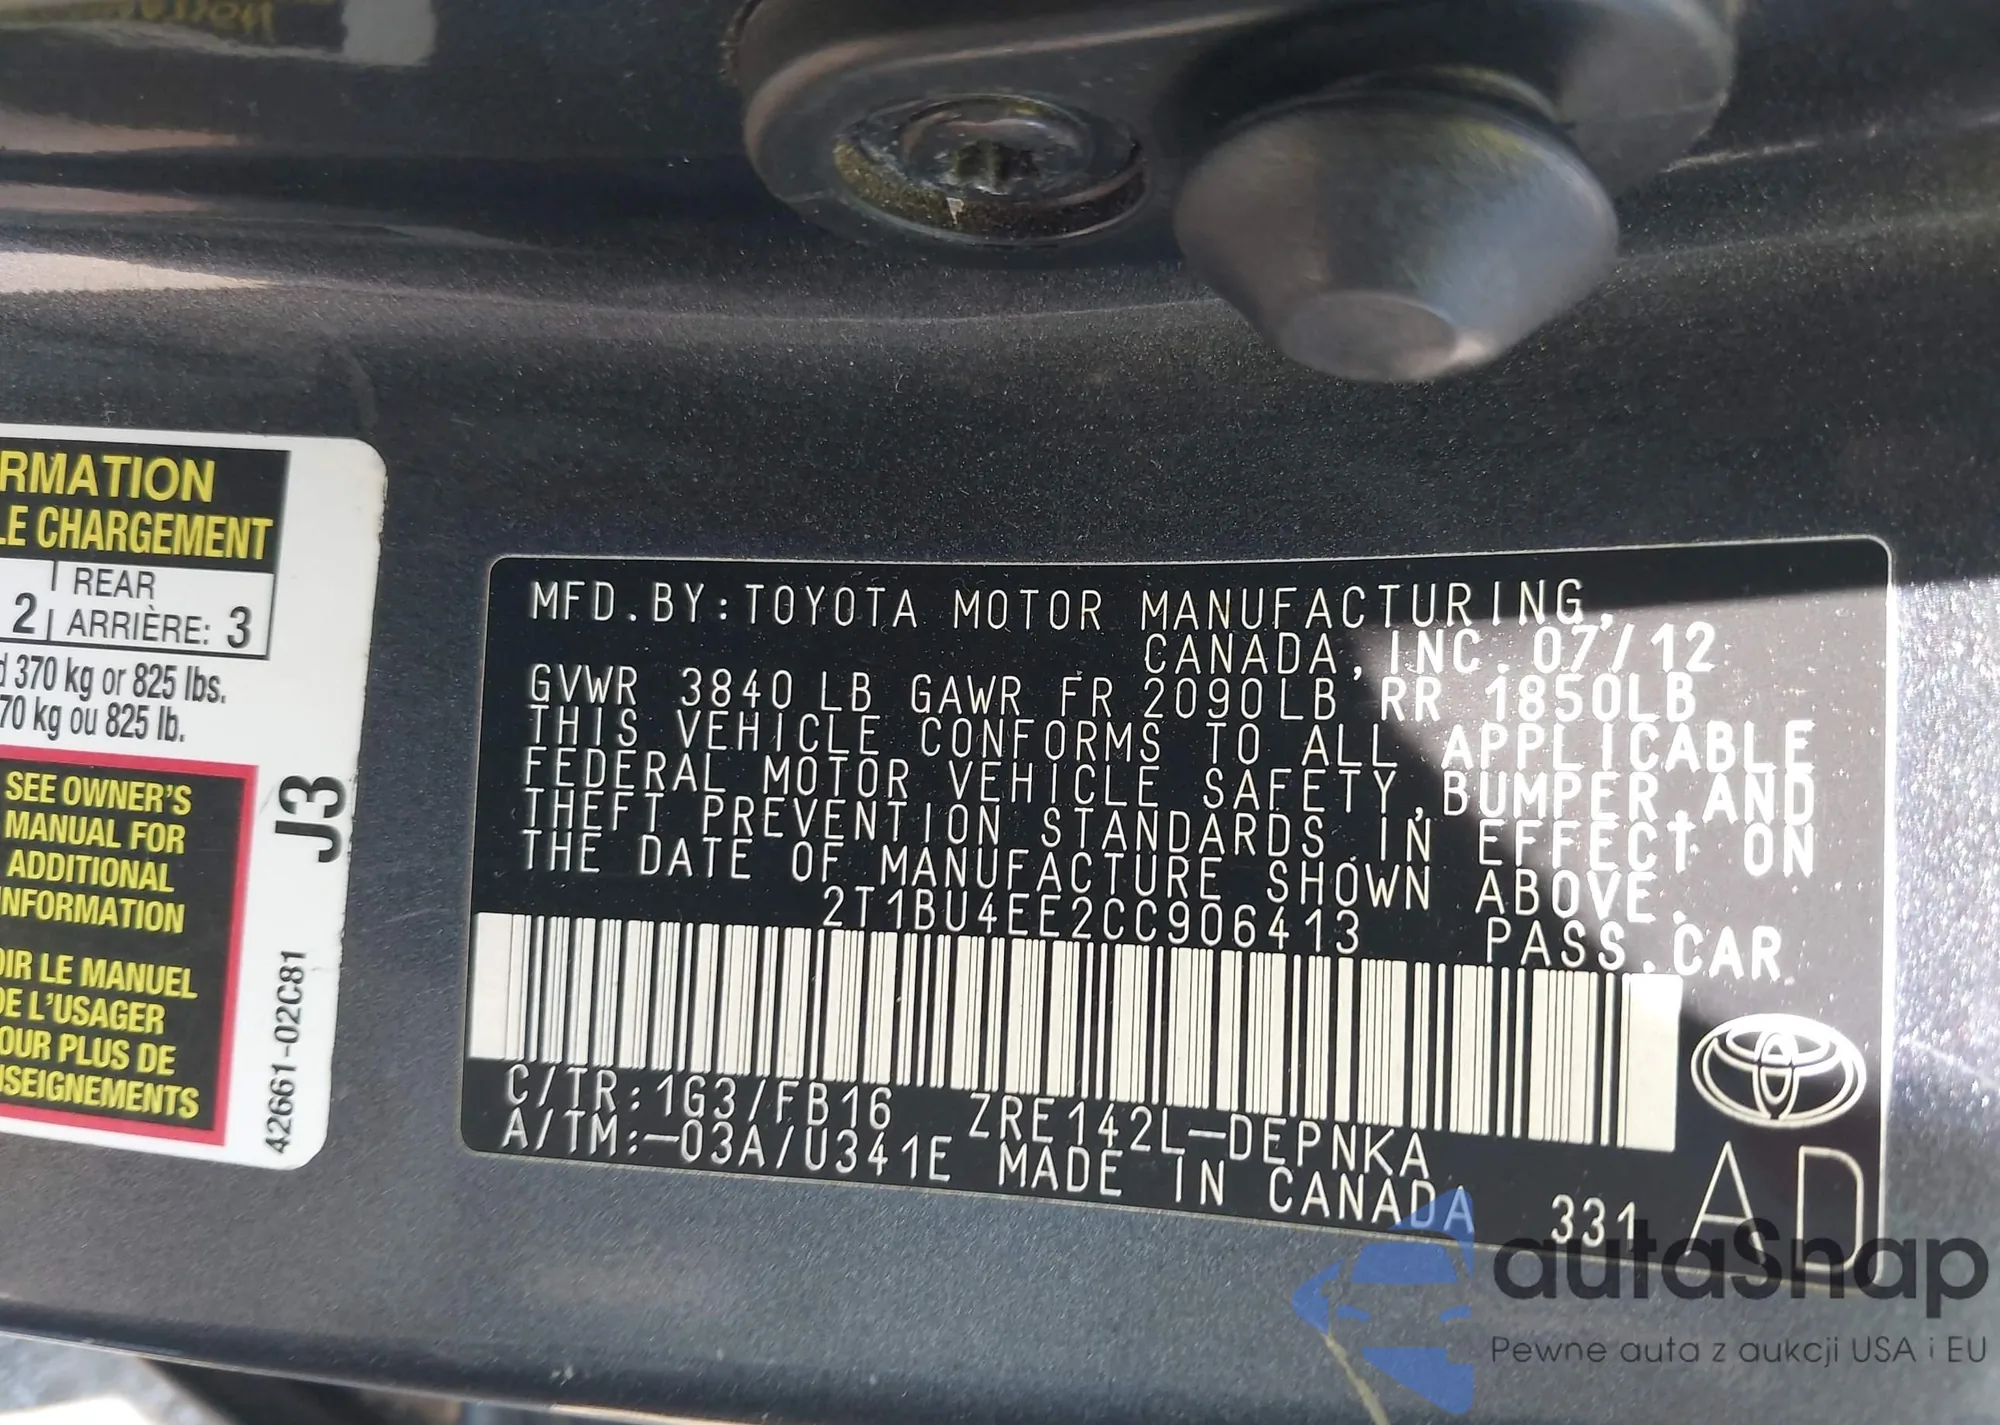 RMATION
LE CHARGEMENT
REAR
2 ARRIÈRE: 3
370 kg or 825 lbs.
70 kg ou 825 lb.
SEE OWNER'S
MANUAL FOR
ADDITIONAL
NFORMATION
OIR LE MANUEL
DE L'USAGER
OUR PLUS DE
SEIGNEMENTS
J3
42661-02C81
MFD.BY:TOYOTA MOTOR MANUFACTURING,
CANADA, INC. 07/12
GVWR 3840 LB GAWR FR 2090LB RR 1850LB
THIS VEHICLE CONFORMS TO ALL APPLICABLE
FEDERAL MOTOR VEHICLE SAFETY,BUMPER,AND
THEFT PREVENTION STANDARDS IN EFFECT ON
THE DATE OF MANUFACTURE SHOWN ABOVE.
2T1BU4EE2CC906413 PASS.CAR
C/TR:1G3/FB16 ZRE142L-DEPNKA
A/TM:-03A/U341E MADE IN CANADA 331
AD
autaSnap
Pewne auta z aukcji USA i EU